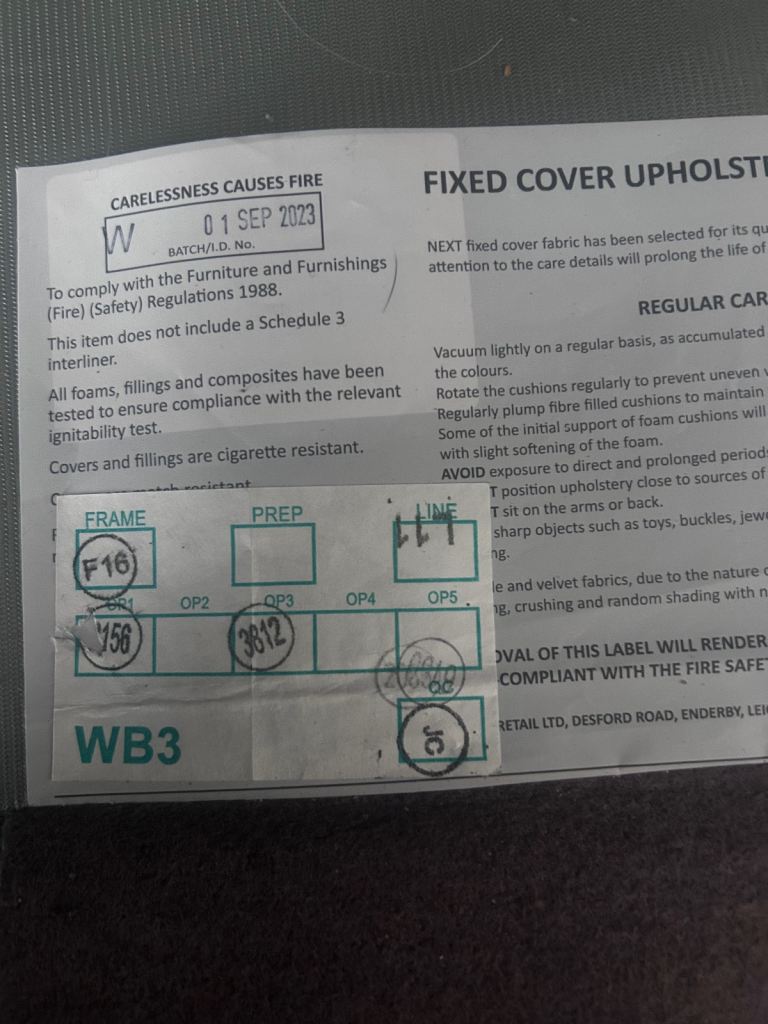 CARELESSNESS CAUSES FIRE
W 01 SEP 2023
BATCH/I.D. No.
To comply with the Furniture and Furnishings
(Fire) (Safety) Regulations 1988.
This item does not include a Schedule 3
interliner.
All foams, fillings and composites have been
tested to ensure compliance with the relevant
ignitability test.
Covers and fillings are cigarette resistant.
match resistant
FRAME PREP LINE
F16
OP1 OP2 OP3 OP4 OP5
156 3812
QC
WB3 JC
FIXED COVER UPHOLST
NEXT fixed cover fabric has been selected for its qu
attention to the care details will prolong the life of
REGULAR CAR
Vacuum lightly on a regular basis, as accumulated
the colours.
Rotate the cushions regularly to prevent uneven
Regularly plump fibre filled cushions to maintain
Some of the initial support of foam cushions will
with slight softening of the foam.
AVOID exposure to direct and prolonged period
T position upholstery close to sources of
T sit on the arms or back.
sharp objects such as toys, buckles, jewe
ng.
le and velvet fabrics, due to the nature
ng, crushing and random shading with n
OVAL OF THIS LABEL WILL RENDER
COMPLIANT WITH THE FIRE SAFE
RETAIL LTD, DESFORD ROAD, ENDERBY, LEI